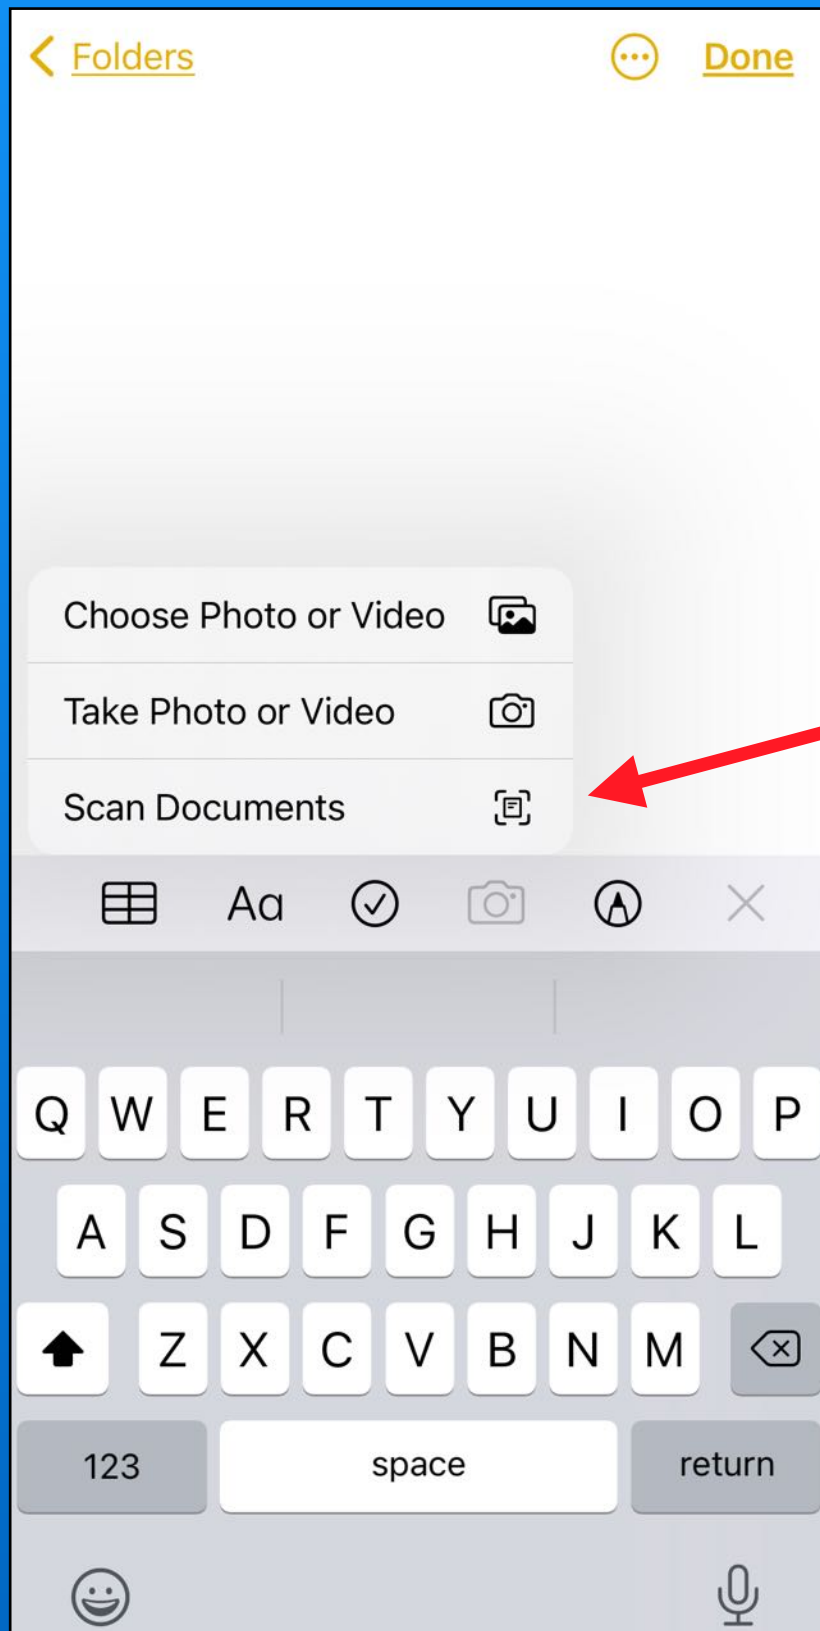 Folders
Done
Choose Photo or Video
Take Photo or Video
Scan Documents
Aa
Q W E R T Y U I O P
A S D F G H J K L
Z X C V B N M
123 space return